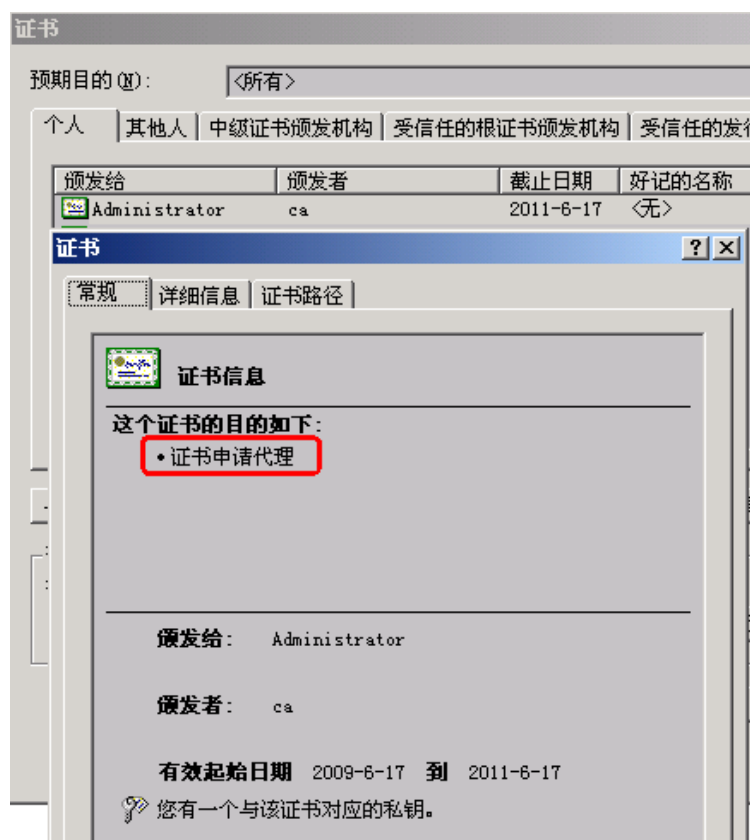 证书
预期目的(N): <所有>
个人 其他人 中级证书颁发机构 受信任的根证书颁发机构 受信任的发
颁发给 颁发者 截止日期 好记的名称
Administrator ca 2011-6-17 <无>
证书
常规 详细信息 证书路径
证书信息
这个证书的目的如下:
•证书申请代理
颁发给: Administrator
颁发者: ca
有效起始日期 2009-6-17 到 2011-6-17
您有一个与该证书对应的私钥。